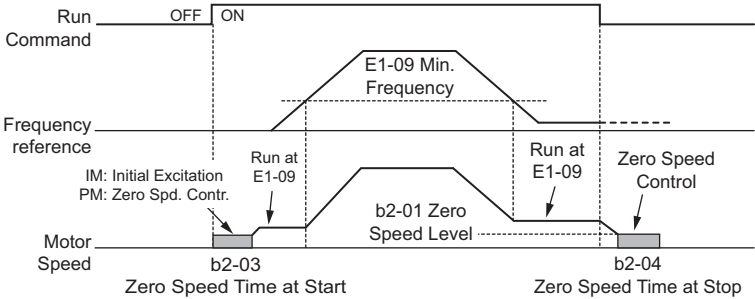 Run
Command
OFF
ON
E1-09 Min.
Frequency
Frequency
reference
IM: Initial Excitation
PM: Zero Spd. Contr.
Run at
E1-09
Run at
E1-09
Zero Speed
Control
b2-01 Zero
Speed Level
Motor
Speed
b2-03
Zero Speed Time at Start
b2-04
Zero Speed Time at Stop